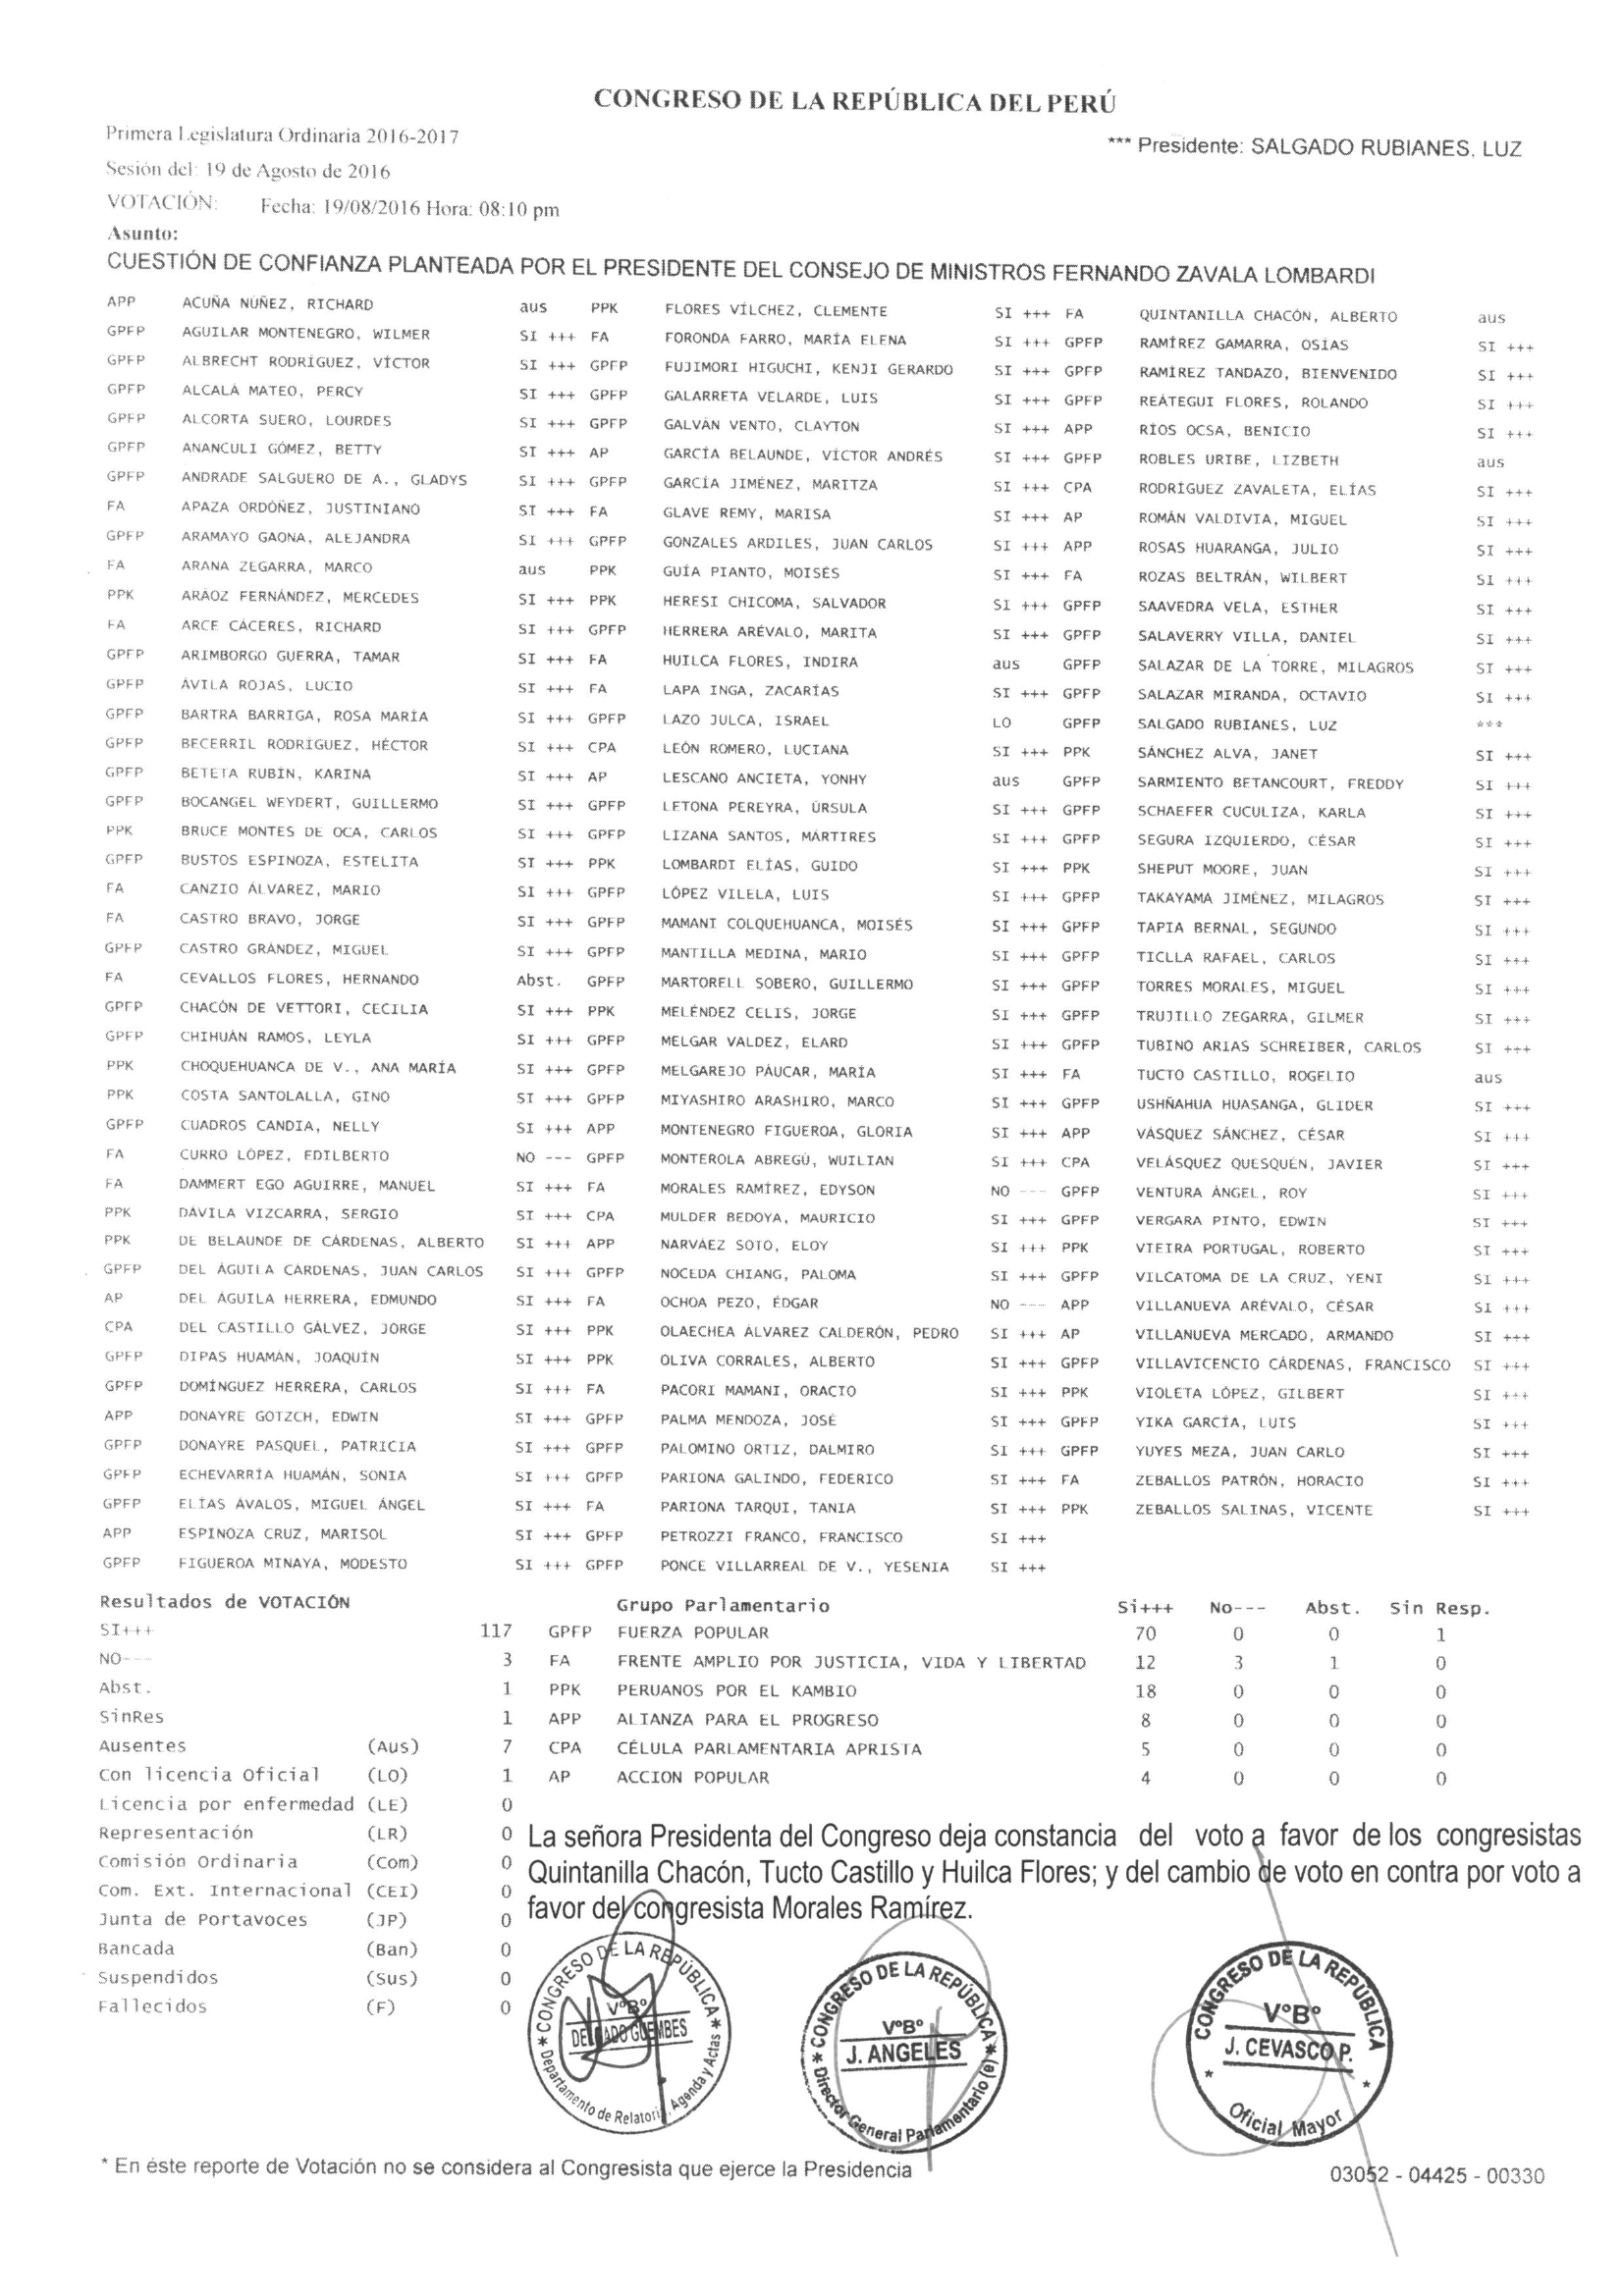 CONGRESO DE LA REPÚBLICA DEL PERÚ
Primera Legislatura Ordinaria 2016-2017
*** Presidente: SALGADO RUBIANES, LUZ
Sesión del: 19 de Agosto de 2016
VOTACIÓN: Fecha: 19/08/2016 Hora: 08:10 pm
Asunto:
CUESTIÓN DE CONFIANZA PLANTEADA POR EL PRESIDENTE DEL CONSEJO DE MINISTROS FERNANDO ZAVALA LOMBARDI
APP ACUÑA NÚÑEZ, RICHARD aus PPK FLORES VÍLCHEZ, CLEMENTE SI +++ FA QUINTANILLA CHACÓN, ALBERTO aus
GPFP AGUILAR MONTENEGRO, WILMER SI +++ FA FORONDA FARRO, MARÍA ELENA SI +++ GPFP RAMÍREZ GAMARRA, OSÍAS SI +++
GPFP ALBRECHT RODRÍGUEZ, VÍCTOR SI +++ GPFP FUJIMORI HIGUCHI, KENJI GERARDO SI +++ GPFP RAMÍREZ TANDAZO, BIENVENIDO SI +++
GPFP ALCALÁ MATEO, PERCY SI +++ GPFP GALARRETA VELARDE, LUIS SI +++ GPFP REÁTEGUI FLORES, ROLANDO SI +++
GPFP ALCORTA SUERO, LOURDES SI +++ GPFP GALVÁN VENTO, CLAYTON SI +++ APP RÍOS OCSA, BENICIO SI +++
GPFP ANANCULI GÓMEZ, BETTY SI +++ AP GARCÍA BELAUNDE, VÍCTOR ANDRÉS SI +++ GPFP ROBLES URIBE, LIZBETH aus
GPFP ANDRADE SALGUERO DE A., GLADYS SI +++ GPFP GARCÍA JIMÉNEZ, MARITZA SI +++ CPA RODRÍGUEZ ZAVALETA, ELÍAS SI +++
FA APAZA ORDÓÑEZ, JUSTINIANO SI +++ FA GLAVE REMY, MARISA SI +++ AP ROMÁN VALDIVIA, MIGUEL SI +++
GPFP ARAMAYO GAONA, ALEJANDRA SI +++ GPFP GONZALES ARDILES, JUAN CARLOS SI +++ APP ROSAS HUARANGA, JULIO SI +++
FA ARANA ZEGARRA, MARCO aus PPK GUÍA PIANTO, MOISÉS SI +++ FA ROZAS BELTRÁN, WILBERT SI +++
PPK ARÁOZ FERNÁNDEZ, MERCEDES SI +++ PPK HERESI CHICOMA, SALVADOR SI +++ GPFP SAAVEDRA VELA, ESTHER SI +++
FA ARCE CÁCERES, RICHARD SI +++ GPFP HERRERA ARÉVALO, MARITA SI +++ GPFP SALAVERRY VILLA, DANIEL SI +++
GPFP ARIMBORGO GUERRA, TAMAR SI +++ FA HUILCA FLORES, INDIRA aus GPFP SALAZAR DE LA TORRE, MILAGROS SI +++
GPFP ÁVILA ROJAS, LUCIO SI +++ FA LAPA INGA, ZACARÍAS SI +++ GPFP SALAZAR MIRANDA, OCTAVIO SI +++
GPFP BARTRA BARRIGA, ROSA MARÍA SI +++ GPFP LAZO JULCA, ISRAEL LO GPFP SALGADO RUBIANES, LUZ ***
GPFP BECERRIL RODRÍGUEZ, HÉCTOR SI +++ CPA LEÓN ROMERO, LUCIANA SI +++ PPK SÁNCHEZ ALVA, JANET SI +++
GPFP BETETA RUBÍN, KARINA SI +++ AP LESCANO ANCIETA, YONHY aus GPFP SARMIENTO BETANCOURT, FREDDY SI +++
GPFP BOCANGEL WEYDERT, GUILLERMO SI +++ GPFP LETONA PEREYRA, ÚRSULA SI +++ GPFP SCHAEFER CUCULIZA, KARLA SI +++
PPK BRUCE MONTES DE OCA, CARLOS SI +++ GPFP LIZANA SANTOS, MÁRTIRES SI +++ GPFP SEGURA IZQUIERDO, CÉSAR SI +++
GPFP BUSTOS ESPINOZA, ESTELITA SI +++ PPK LOMBARDI ELÍAS, GUIDO SI +++ PPK SHEPUT MOORE, JUAN SI +++
FA CANZIO ÁLVAREZ, MARIO SI +++ GPFP LÓPEZ VILELA, LUIS SI +++ GPFP TAKAYAMA JIMÉNEZ, MILAGROS SI +++
FA CASTRO BRAVO, JORGE SI +++ GPFP MAMANI COLQUEHUANCA, MOISÉS SI +++ GPFP TAPIA BERNAL, SEGUNDO SI +++
GPFP CASTRO GRÁNDEZ, MIGUEL SI +++ GPFP MANTILLA MEDINA, MARIO SI +++ GPFP TICLLA RAFAEL, CARLOS SI +++
FA CEVALLOS FLORES, HERNANDO Abst. GPFP MARTORELL SOBERO, GUILLERMO SI +++ GPFP TORRES MORALES, MIGUEL SI +++
GPFP CHACÓN DE VETTORI, CECILIA SI +++ PPK MELÉNDEZ CELIS, JORGE SI +++ GPFP TRUJILLO ZEGARRA, GILMER SI +++
GPFP CHIHUÁN RAMOS, LEYLA SI +++ GPFP MELGAR VALDEZ, ELARD SI +++ GPFP TUBINO ARIAS SCHREIBER, CARLOS SI +++
PPK CHOQUEHUANCA DE V., ANA MARÍA SI +++ GPFP MELGAREJO PÁUCAR, MARÍA SI +++ FA TUCTO CASTILLO, ROGELIO aus
PPK COSTA SANTOLALLA, GINO SI +++ GPFP MIYASHIRO ARASHIRO, MARCO SI +++ GPFP USHÑAHUA HUASANGA, GLIDER SI +++
GPFP CUADROS CANDIA, NELLY SI +++ APP MONTENEGRO FIGUEROA, GLORIA SI +++ APP VÁSQUEZ SÁNCHEZ, CÉSAR SI +++
FA CURRO LÓPEZ, EDILBERTO NO --- GPFP MONTEROLA ABREGÚ, WUILIAN SI +++ CPA VELÁSQUEZ QUESQUÉN, JAVIER SI +++
FA DAMMERT EGO AGUIRRE, MANUEL SI +++ FA MORALES RAMÍREZ, EDYSON NO --- GPFP VENTURA ÁNGEL, ROY SI +++
PPK DÁVILA VIZCARRA, SERGIO SI +++ CPA MULDER BEDOYA, MAURICIO SI +++ GPFP VERGARA PINTO, EDWIN SI +++
PPK DE BELAUNDE DE CÁRDENAS, ALBERTO SI +++ APP NARVÁEZ SOTO, ELOY SI +++ PPK VIEIRA PORTUGAL, ROBERTO SI +++
GPFP DEL ÁGUILA CÁRDENAS, JUAN CARLOS SI +++ GPFP NOCEDA CHIANG, PALOMA SI +++ GPFP VILCATOMA DE LA CRUZ, YENI SI +++
AP DEL ÁGUILA HERRERA, EDMUNDO SI +++ FA OCHOA PEZO, ÉDGAR NO --- APP VILLANUEVA ARÉVALO, CÉSAR SI +++
CPA DEL CASTILLO GÁLVEZ, JORGE SI +++ PPK OLAECHEA ÁLVAREZ CALDERÓN, PEDRO SI +++ AP VILLANUEVA MERCADO, ARMANDO SI +++
GPFP DIPAS HUAMÁN, JOAQUÍN SI +++ PPK OLIVA CORRALES, ALBERTO SI +++ GPFP VILLAVICENCIO CÁRDENAS, FRANCISCO SI +++
GPFP DOMÍNGUEZ HERRERA, CARLOS SI +++ FA PACORI MAMANI, ORACIO SI +++ PPK VIOLETA LÓPEZ, GILBERT SI +++
APP DONAYRE GOTZCH, EDWIN SI +++ GPFP PALMA MENDOZA, JOSÉ SI +++ GPFP YIKA GARCÍA, LUIS SI +++
GPFP DONAYRE PASQUEL, PATRICIA SI +++ GPFP PALOMINO ORTIZ, DALMIRO SI +++ GPFP YUYES MEZA, JUAN CARLO SI +++
GPFP ECHEVARRÍA HUAMÁN, SONIA SI +++ GPFP PARIONA GALINDO, FEDERICO SI +++ FA ZEBALLOS PATRÓN, HORACIO SI +++
GPFP ELÍAS ÁVALOS, MIGUEL ÁNGEL SI +++ FA PARIONA TARQUI, TANIA SI +++ PPK ZEBALLOS SALINAS, VICENTE SI +++
APP ESPINOZA CRUZ, MARISOL SI +++ GPFP PETROZZI FRANCO, FRANCISCO SI +++
GPFP FIGUEROA MINAYA, MODESTO SI +++ GPFP PONCE VILLARREAL DE V., YESENIA SI +++
Resultados de VOTACIÓN Grupo Parlamentario Si+++ No--- Abst. Sin Resp.
SI+++ 117 GPFP FUERZA POPULAR 70 0 0 1
NO--- 3 FA FRENTE AMPLIO POR JUSTICIA, VIDA Y LIBERTAD 12 3 1 0
Abst. 1 PPK PERUANOS POR EL KAMBIO 18 0 0 0
SinRes 1 APP ALIANZA PARA EL PROGRESO 8 0 0 0
Ausentes (Aus) 7 CPA CÉLULA PARLAMENTARIA APRISTA 5 0 0 0
Con licencia Oficial (LO) 1 AP ACCION POPULAR 4 0 0 0
Licencia por enfermedad (LE) 0
Representación (LR) 0
Comisión Ordinaria (Com) 0
Com. Ext. Internacional (CEI) 0
Junta de Portavoces (JP) 0
Bancada (Ban) 0
Suspendidos (Sus) 0
Fallecidos (F) 0
La señora Presidenta del Congreso deja constancia del voto a favor de los congresistas
Quintanilla Chacón, Tucto Castillo y Huilca Flores; y del cambio de voto en contra por voto a
favor del congresista Morales Ramírez.
* CONGRESO DE LA REPÚBLICA *
V°B°
DELGADO GUEMBES
Departamento de Relatoría, Agenda y Actas
* CONGRESO DE LA REPÚBLICA *
V°B°
J. ANGELES
Director General Parlamentario (e)
CONGRESO DE LA REPÚBLICA
V°B°
J. CEVASCO P.
* Oficial Mayor *
* En éste reporte de Votación no se considera al Congresista que ejerce la Presidencia
03052 - 04425 - 00330